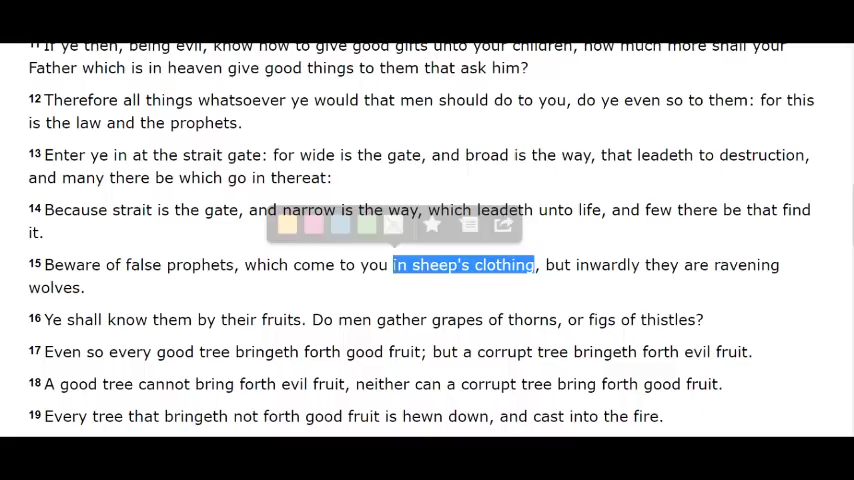 11 If ye then, being evil, know how to give good gifts unto your children, how much more shall your
Father which is in heaven give good things to them that ask him?
12 Therefore all things whatsoever ye would that men should do to you, do ye even so to them: for this
is the law and the prophets.
13 Enter ye in at the strait gate: for wide is the gate, and broad is the way, that leadeth to destruction,
and many there be which go in thereat:
14 Because strait is the gate, and narrow is the way, which leadeth unto life, and few there be that find
it.
15 Beware of false prophets, which come to you in sheep's clothing, but inwardly they are ravening
wolves.
16 Ye shall know them by their fruits. Do men gather grapes of thorns, or figs of thistles?
17 Even so every good tree bringeth forth good fruit; but a corrupt tree bringeth forth evil fruit.
18 A good tree cannot bring forth evil fruit, neither can a corrupt tree bring forth good fruit.
19 Every tree that bringeth not forth good fruit is hewn down, and cast into the fire.